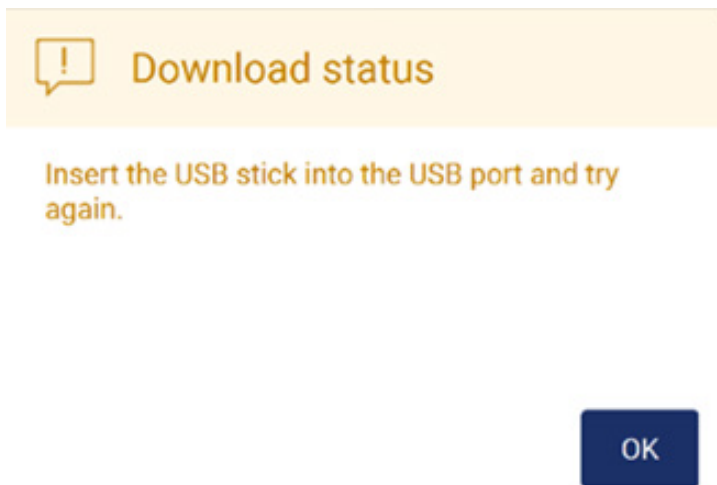 Download status
Insert the USB stick into the USB port and try
again.
OK